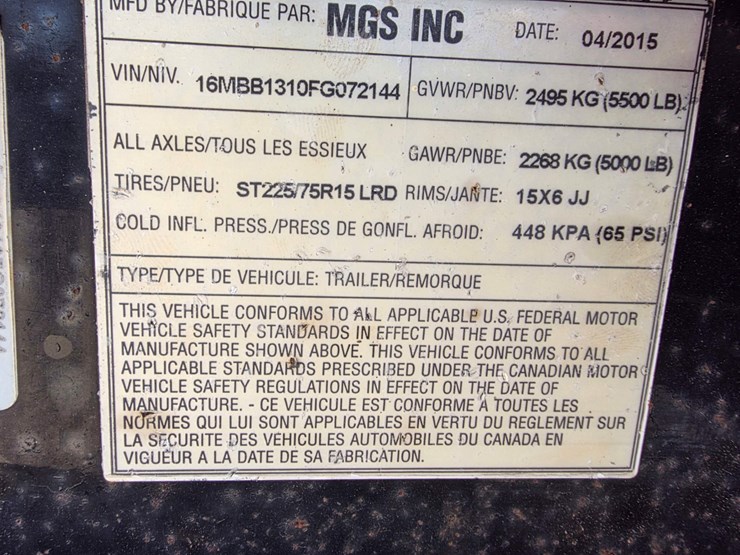 MFD BY/FABRIQUE PAR: MGS INC DATE: 04/2015
VIN/NIV. 16MBB1310FG072144 GVWR/PNBV: 2495 KG (5500 LB)
ALL AXLES/TOUS LES ESSIEUX GAWR/PNBE: 2268 KG (5000 LB)
TIRES/PNEU: ST225/75R15 LRD RIMS/JANTE: 15X6 JJ
COLD INFL. PRESS./PRESS DE GONFL. AFROID: 448 KPA (65 PSI)
TYPE/TYPE DE VEHICULE: TRAILER/REMORQUE
THIS VEHICLE CONFORMS TO ALL APPLICABLE U.S. FEDERAL MOTOR
VEHICLE SAFETY STANDARDS IN EFFECT ON THE DATE OF
MANUFACTURE SHOWN ABOVE. THIS VEHICLE CONFORMS TO ALL
APPLICABLE STANDARDS PRESCRIBED UNDER THE CANADIAN MOTOR
VEHICLE SAFETY REGULATIONS IN EFFECT ON THE DATE OF
MANUFACTURE. - CE VEHICULE EST CONFORME A TOUTES LES
NORMES QUI LUI SONT APPLICABLES EN VERTU DU REGLEMENT SUR
LA SECURITE DES VEHICULES AUTOMOBILES DU CANADA EN
VIGUEUR A LA DATE DE SA FABRICATION.